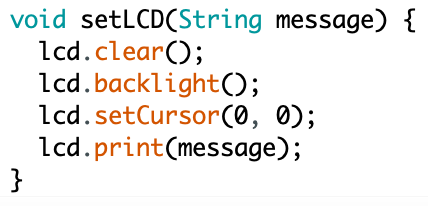 void setLCD(String message) {
  lcd.clear();
  lcd.backlight();
  lcd.setCursor(0, 0);
  lcd.print(message);
}